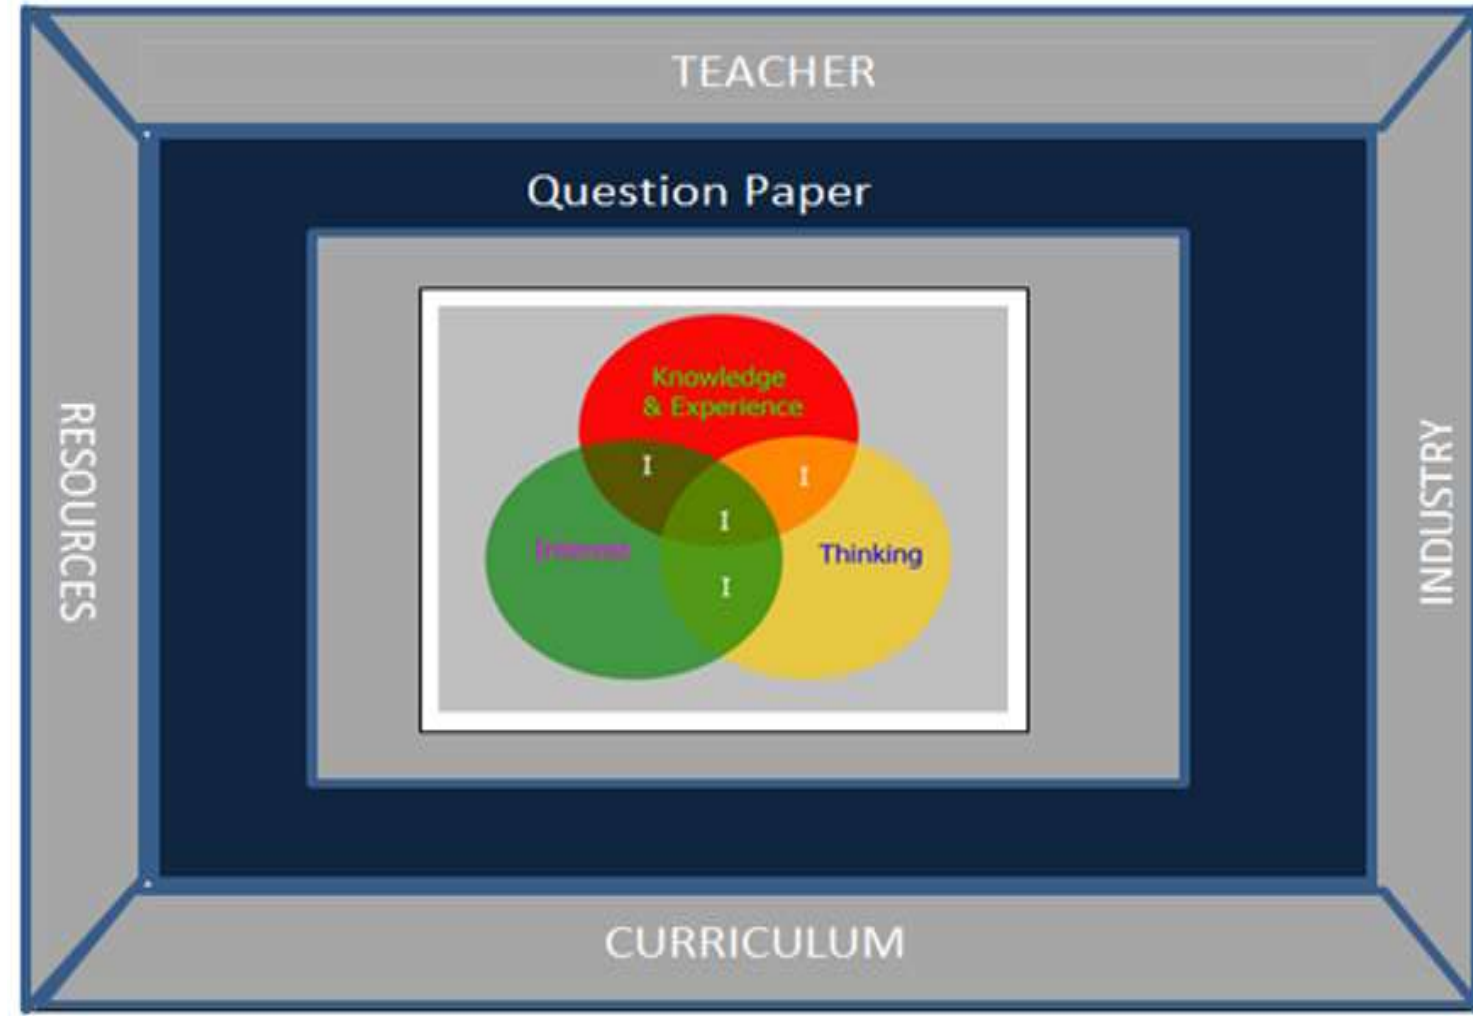 TEACHER
Question Paper
Knowledge
& Experience
I
I
I
Thinking
I
RESOURCES
INDUSTRY
CURRICULUM